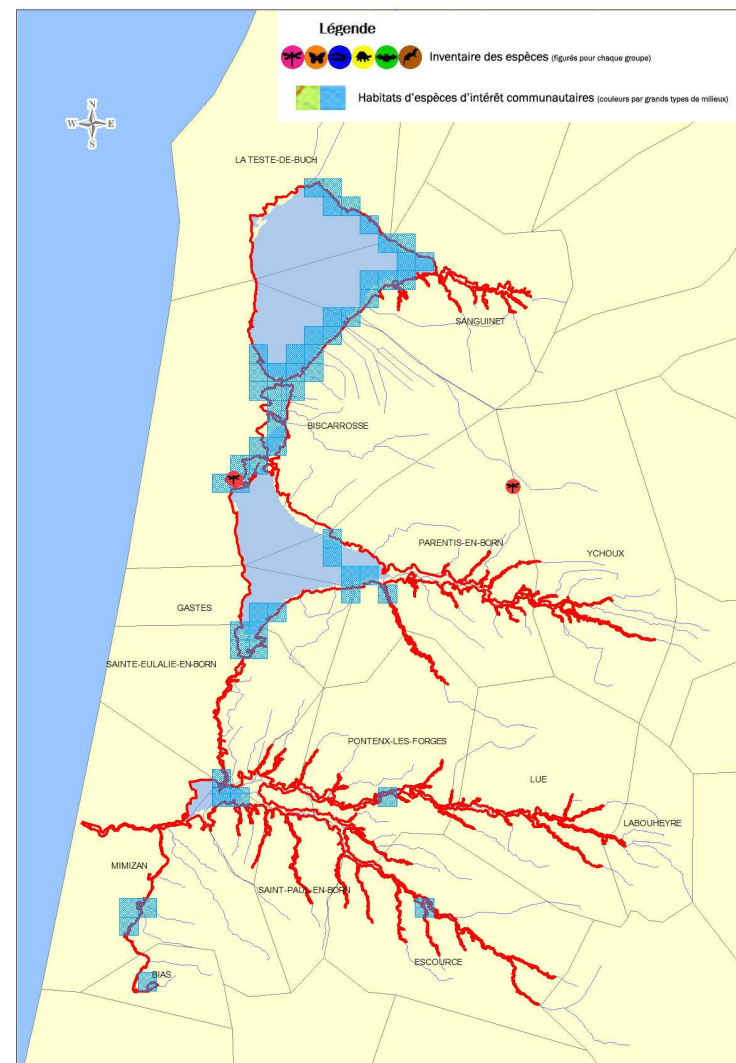 Légende
Inventaire des espèces (figurés pour chaque groupe)
Habitats d'espèces d'intérêt communautaires (couleurs par grands types de milieux)
N
W E
S
LA TESTE-DE-BUCH
SANGUINET
BISCARROSSE
PARENTIS-EN-BORN
YCHOUX
GASTES
SAINTE-EULALIE-EN-BORN
PONTENX-LES-FORGES
LUE
LABOUHEYRE
MIMIZAN
SAINT-PAUL-EN-BORN
ESCOURCE
BIAS